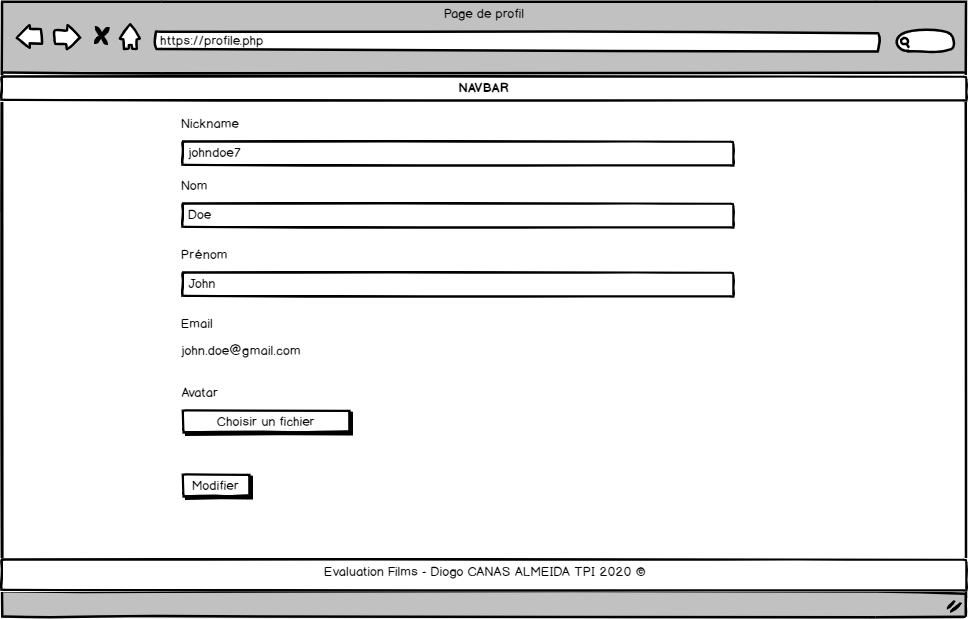 Page de profil
https://profile.php
NAVBAR
Nickname
johndoe7
Nom
Doe
Prénom
John
Email
john.doe@gmail.com
Avatar
Choisir un fichier
Modifier
Evaluation Films - Diogo CANAS ALMEIDA TPI 2020 ©